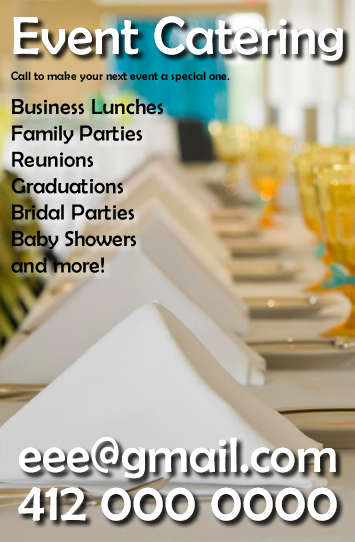 Event Catering
Call to make your next event a special one.
Business Lunches
Family Parties
Reunions
Graduations
Bridal Parties
Baby Showers
and more!
eee@gmail.com
412 000 0000